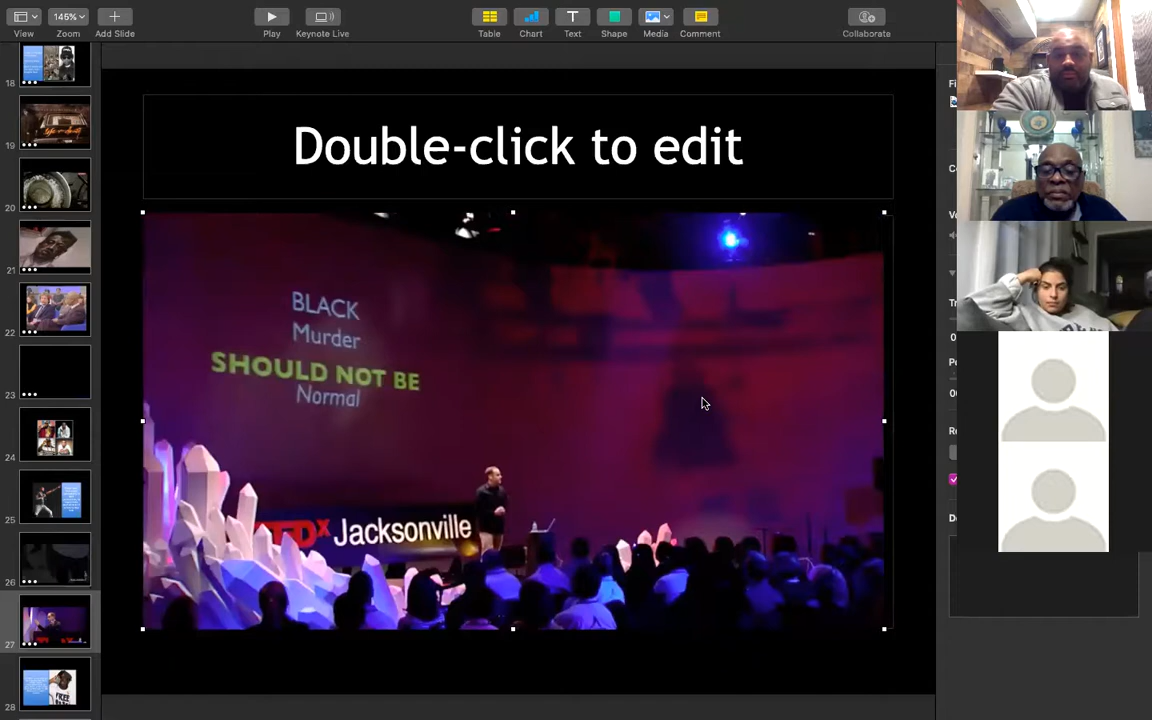 145%
View
Zoom
Add Slide
Play
Keynote Live
Table
Chart
Text
Shape
Media
Comment
Collaborate
18
19
20
21
22
23
24
25
26
27
28
Double-click to edit
BLACK
Murder
SHOULD NOT BE
Normal
TEDx Jacksonville